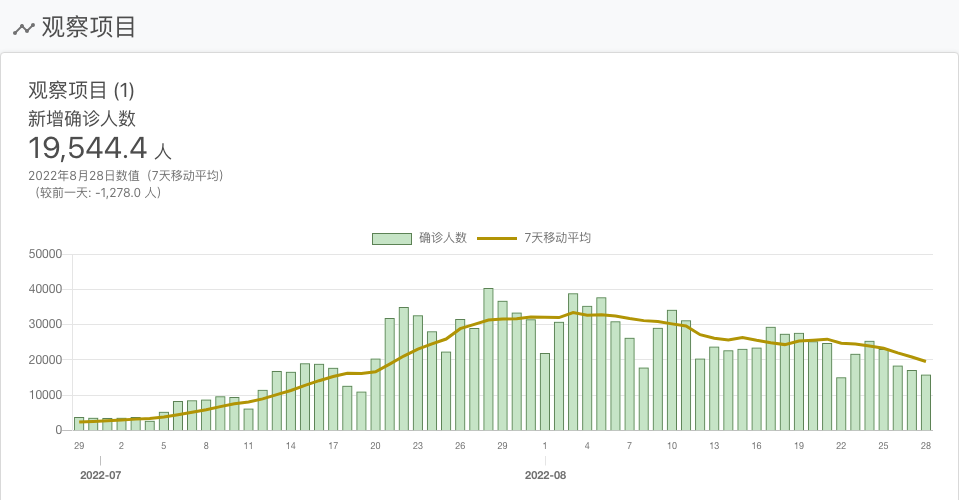 观察项目
观察项目 (1)
新增确诊人数
19,544.4 人
2022年8月28日数值（7天移动平均）
（较前一天: -1,278.0 人）
确诊人数 7天移动平均
50000
40000
30000
20000
10000
0
29 2 5 8 11 14 17 20 23 26 29 1 4 7 10 13 16 19 22 25 28
2022-07 2022-08